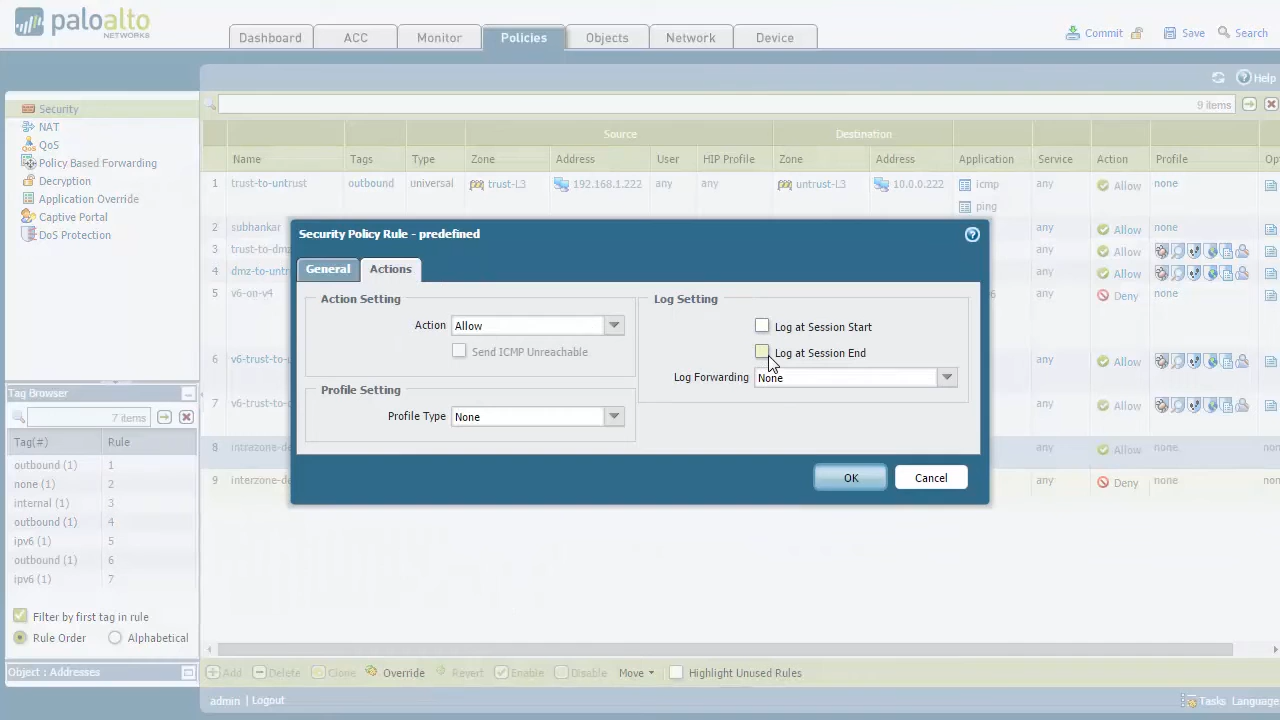 paloalto
NETWORKS
Dashboard ACC Monitor Policies Objects Network Device
Commit Save Search
Help
9 items
Security
NAT
QoS
Policy Based Forwarding
Decryption
Application Override
Captive Portal
DoS Protection
Source Destination
Name Tags Type Zone Address User HIP Profile Zone Address Application Service Action Profile
1 trust-to-untrust outbound universal trust-L3 192.168.1.222 any any untrust-L3 10.0.0.222 icmp any Allow none
ping
2 subhankar any Allow none
3 trust-to-dmz any Allow
4 dmz-to-untr any Allow
5 v6-on-v4 any Deny none
6 v6-trust-to- any Allow
7 v6-trust-to- any Allow
8 intrazone-de any Allow none
9 interzone-de any Deny none
Security Policy Rule - predefined
General Actions
Action Setting
Action Allow
Send ICMP Unreachable
Profile Setting
Profile Type None
Log Setting
Log at Session Start
Log at Session End
Log Forwarding None
OK Cancel
Tag Browser
7 items
Tag(#) Rule
outbound (1) 1
none (1) 2
internal (1) 3
outbound (1) 4
ipv6 (1) 5
outbound (1) 6
ipv6 (1) 7
Filter by first tag in rule
Rule Order Alphabetical
Object : Addresses
Add Delete Clone Override Revert Enable Disable Move Highlight Unused Rules
admin | Logout
Tasks Language